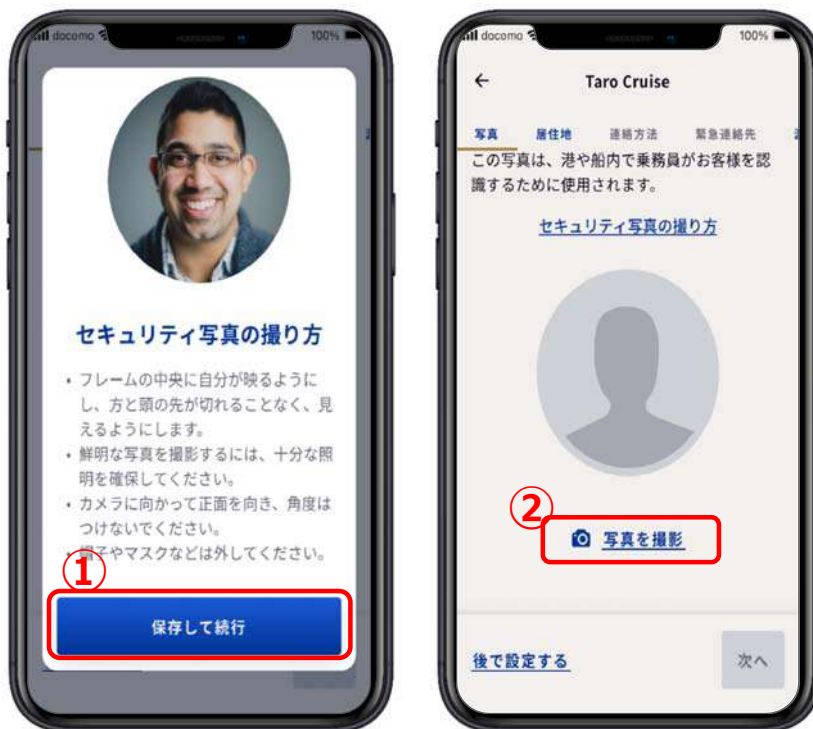 docomo
100%
セキュリティ写真の撮り方
• フレームの中央に自分が映るように
し、方と頭の先が切れることなく、見
えるようにします。
• 鮮明な写真を撮影するには、十分な照
明を確保してください。
• カメラに向かって正面を向き、角度は
つけないでください。
• 帽子やマスクなどは外してください。
①
保存して続行
docomo
100%
Taro Cruise
写真 居住地 連絡方法 緊急連絡先
この写真は、港や船内で乗務員がお客様を認
識するために使用されます。
セキュリティ写真の撮り方
②
写真を撮影
後で設定する
次へ